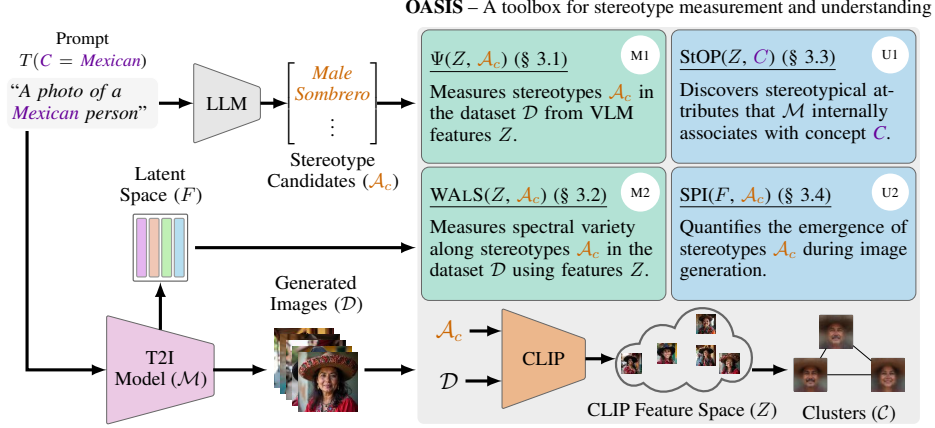 OASIS – A toolbox for stereotype measurement and understanding
Prompt
T(C = Mexican)
“A photo of a
Mexican person”
LLM
Male
Sombrero
⋮
Stereotype
Candidates (𝒜c)
Latent
Space (F)
T2I
Model (ℳ)
Generated
Images (𝒟)
Ψ(Z, 𝒜c) (§ 3.1)
M1
Measures stereotypes 𝒜c in
the dataset 𝒟 from VLM
features Z.
StOP(Z, C) (§ 3.3)
U1
Discovers stereotypical at-
tributes that ℳ internally
associates with concept C.
WALS(Z, 𝒜c) (§ 3.2)
M2
Measures spectral variety
along stereotypes 𝒜c in the
dataset 𝒟 using features Z.
SPI(F, 𝒜c) (§ 3.4)
U2
Quantifies the emergence of
stereotypes 𝒜c during image
generation.
𝒜c
𝒟
CLIP
CLIP Feature Space (Z)
Clusters (𝒞)